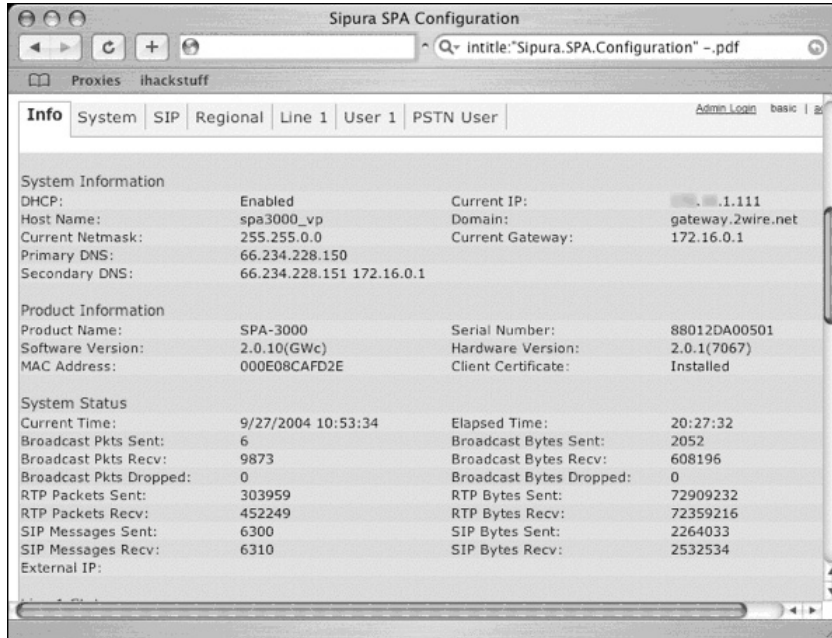 Sipura SPA Configuration
intitle:"Sipura.SPA.Configuration" -.pdf
Proxies ihackstuff
Info System SIP Regional Line 1 User 1 PSTN User Admin Login basic |
System Information
DHCP: Enabled Current IP: .1.111
Host Name: spa3000_vp Domain: gateway.2wire.net
Current Netmask: 255.255.0.0 Current Gateway: 172.16.0.1
Primary DNS: 66.234.228.150
Secondary DNS: 66.234.228.151 172.16.0.1
Product Information
Product Name: SPA-3000 Serial Number: 88012DA00501
Software Version: 2.0.10(GWc) Hardware Version: 2.0.1(7067)
MAC Address: 000E08CAFD2E Client Certificate: Installed
System Status
Current Time: 9/27/2004 10:53:34 Elapsed Time: 20:27:32
Broadcast Pkts Sent: 6 Broadcast Bytes Sent: 2052
Broadcast Pkts Recv: 9873 Broadcast Bytes Recv: 608196
Broadcast Pkts Dropped: 0 Broadcast Bytes Dropped: 0
RTP Packets Sent: 303959 RTP Bytes Sent: 72909232
RTP Packets Recv: 452249 RTP Bytes Recv: 72359216
SIP Messages Sent: 6300 SIP Bytes Sent: 2264033
SIP Messages Recv: 6310 SIP Bytes Recv: 2532534
External IP: